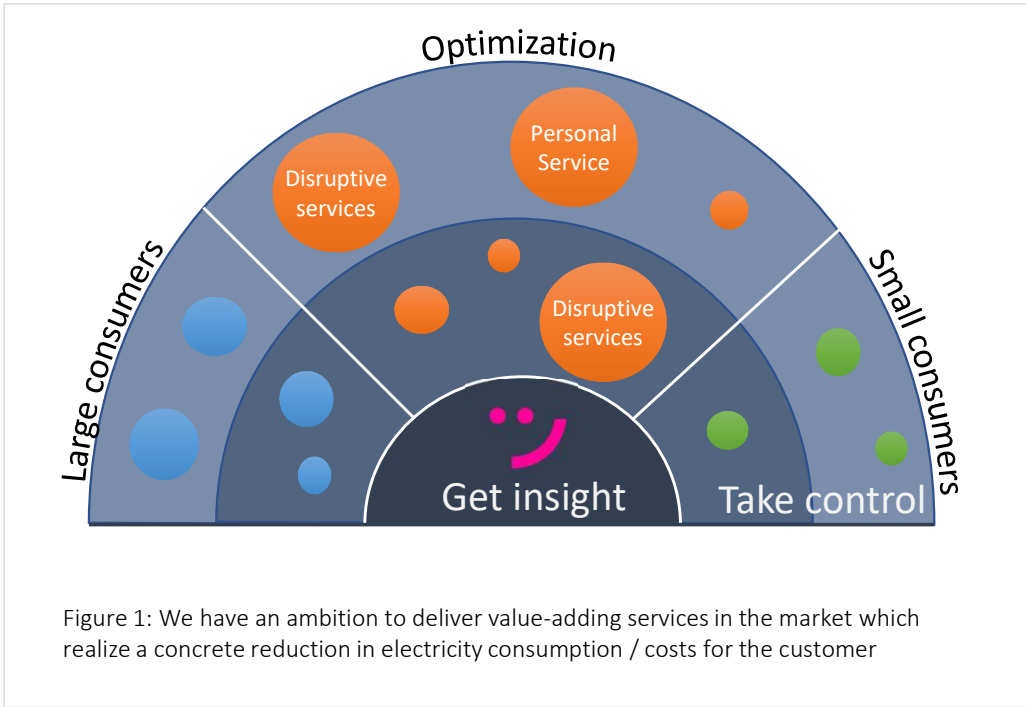 Optimization
Large consumers
Small consumers
Disruptive
services
Personal
Service
Disruptive
services
Get insight
Take control
Figure 1: We have an ambition to deliver value-adding services in the market which
realize a concrete reduction in electricity consumption / costs for the customer